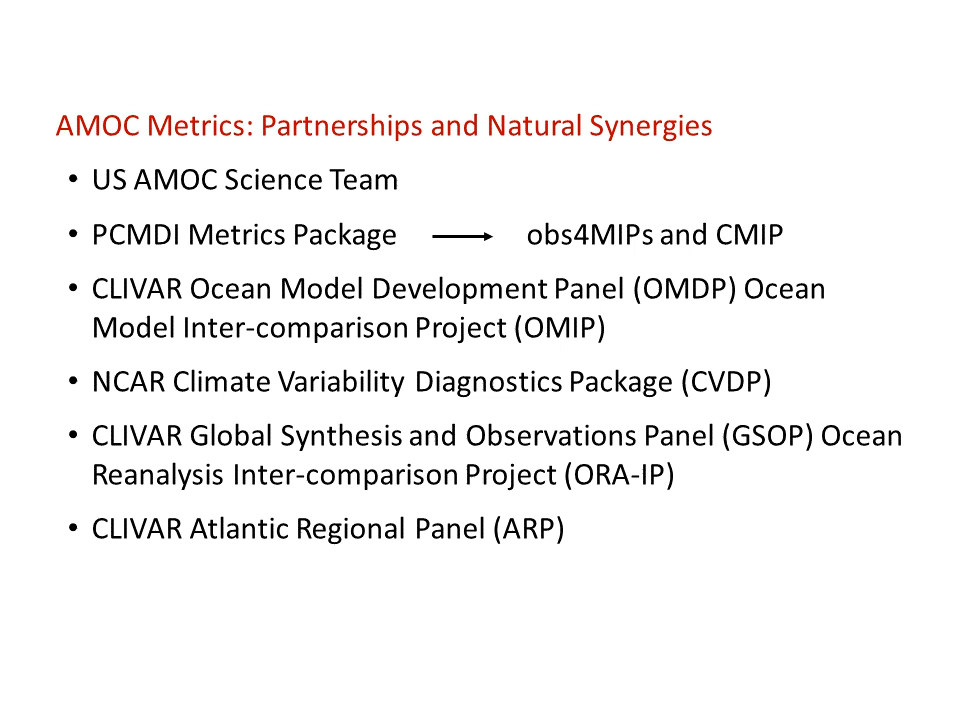 AMOC Metrics: Partnerships and Natural Synergies
• US AMOC Science Team
• PCMDI Metrics Package ⟶ obs4MIPs and CMIP
• CLIVAR Ocean Model Development Panel (OMDP) Ocean
Model Inter-comparison Project (OMIP)
• NCAR Climate Variability Diagnostics Package (CVDP)
• CLIVAR Global Synthesis and Observations Panel (GSOP) Ocean
Reanalysis Inter-comparison Project (ORA-IP)
• CLIVAR Atlantic Regional Panel (ARP)